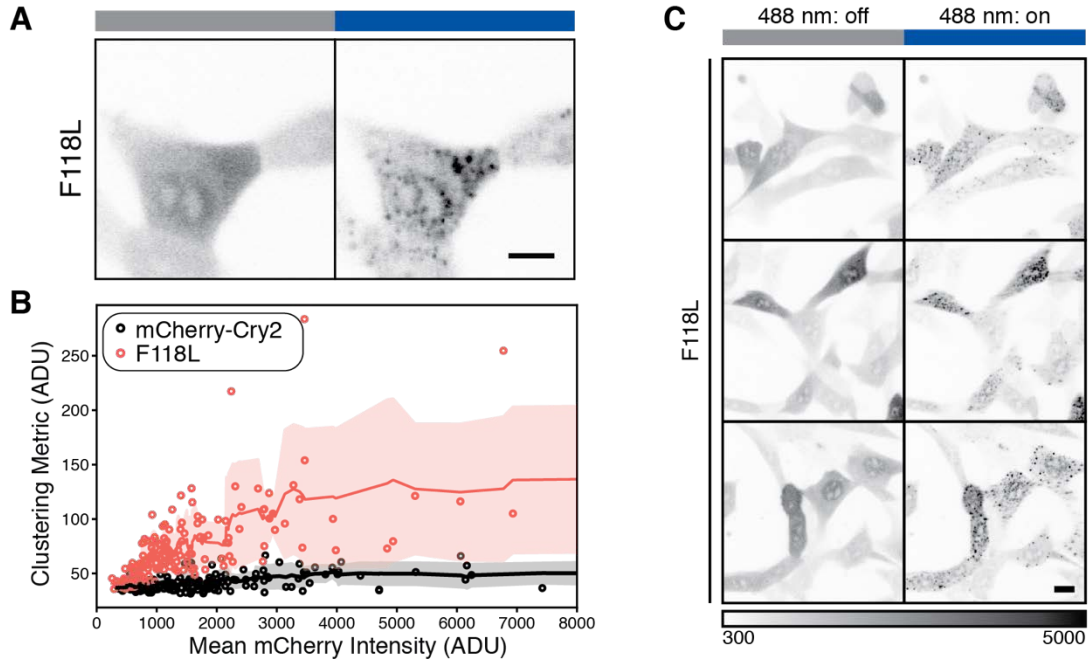 A
F118L
B
mCherry-Cry2
F118L
Clustering Metric (ADU)
250
200
150
100
50
0 1000 2000 3000 4000 5000 6000 7000 8000
Mean mCherry Intensity (ADU)
C
488 nm: off 488 nm: on
F118L
300 5000